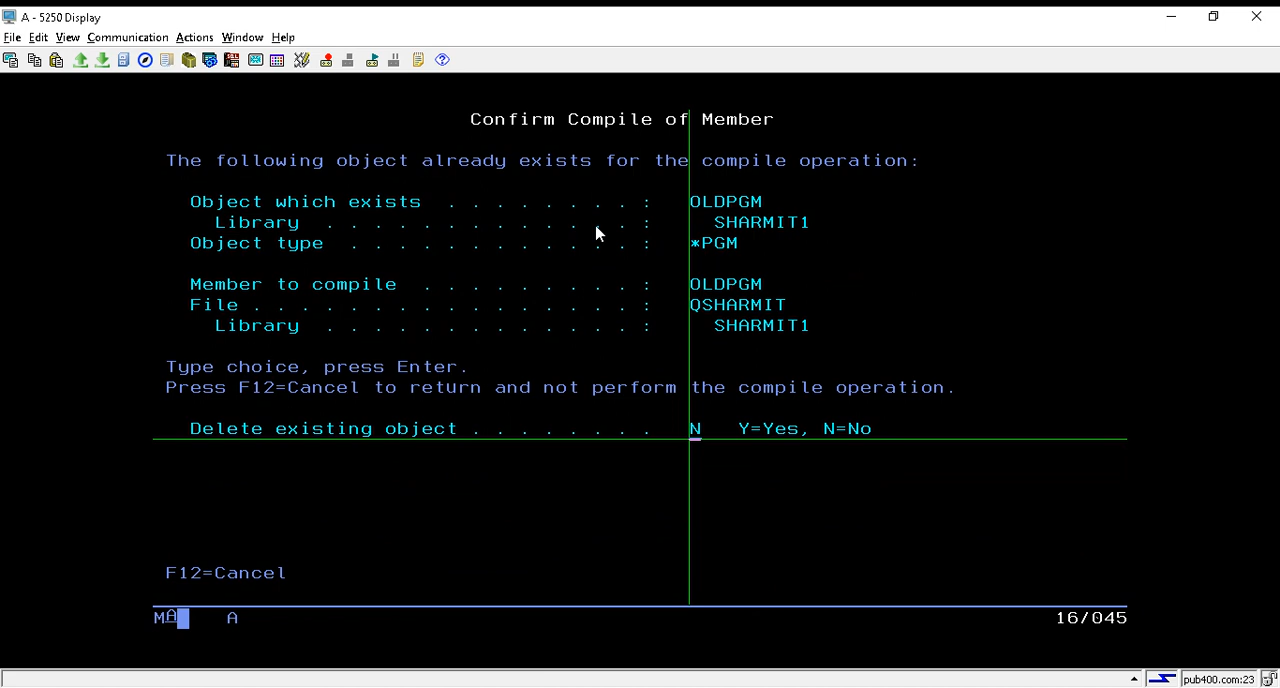 A - 5250 Display
File Edit View Communication Actions Window Help
Confirm Compile of Member
The following object already exists for the compile operation:
Object which exists . . . . . . . . . : OLDPGM
Library . . . . . . . . . . . . . : SHARMIT1
Object type . . . . . . . . . . . . . : *PGM
Member to compile . . . . . . . . . . : OLDPGM
File . . . . . . . . . . . . . . . . : QSHARMIT
Library . . . . . . . . . . . . . : SHARMIT1
Type choice, press Enter.
Press F12=Cancel to return and not perform the compile operation.
Delete existing object . . . . . . . . N Y=Yes, N=No
F12=Cancel
MA A 16/045
pub400.com:23